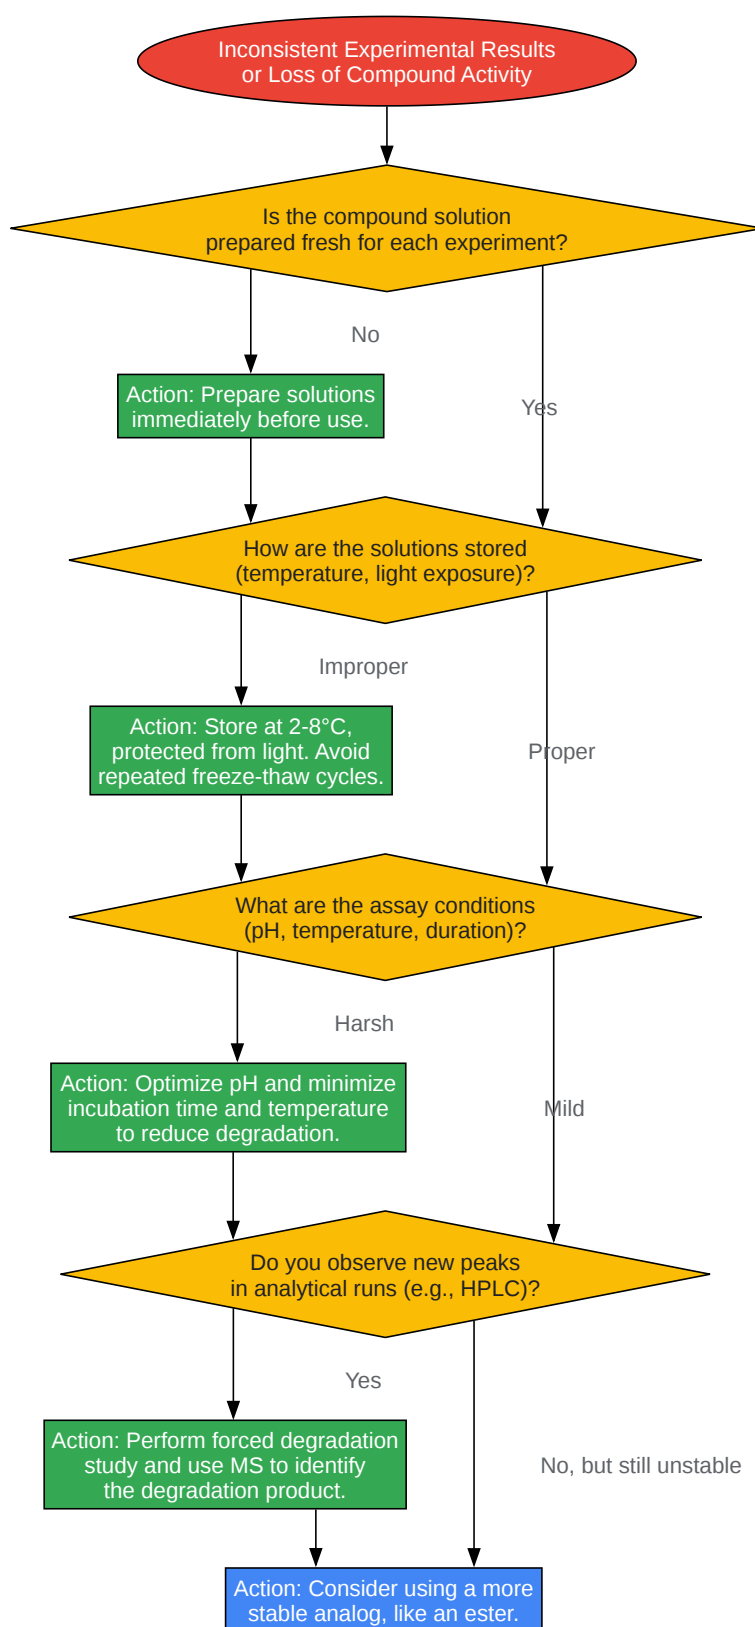 Inconsistent Experimental Results
or Loss of Compound Activity
Is the compound solution
prepared fresh for each experiment?
No
Action: Prepare solutions
immediately before use.
Yes
How are the solutions stored
(temperature, light exposure)?
Improper
Action: Store at 2-8°C,
protected from light. Avoid
repeated freeze-thaw cycles.
Proper
What are the assay conditions
(pH, temperature, duration)?
Harsh
Action: Optimize pH and minimize
incubation time and temperature
to reduce degradation.
Mild
Do you observe new peaks
in analytical runs (e.g., HPLC)?
Yes
Action: Perform forced degradation
study and use MS to identify
the degradation product.
No, but still unstable
Action: Consider using a more
stable analog, like an ester.